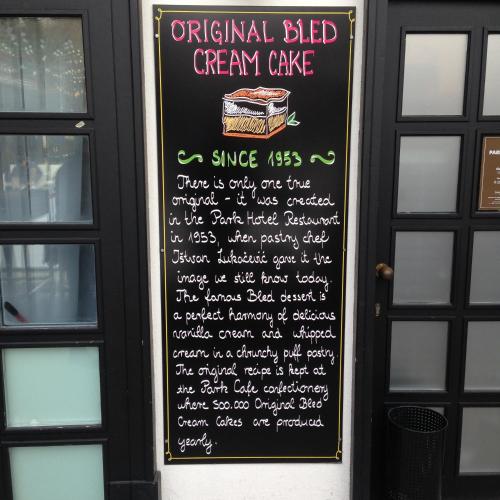 ORIGINAL BLED
CREAM CAKE
SINCE 1953
There is only one true
original - it was created
in the Park Hotel Restaurant
in 1953, when pastry chef
Ištvan Lukačević gave it the
image we still know today.
The famous Bled dessert is
a perfect harmony of delicious
vanilla cream and whipped
cream in a chrunchy puff pastry.
The original recipe is kept at
the Park Cafe confectionery
where 500.000 Original Bled
Cream Cakes are produced
yearly.